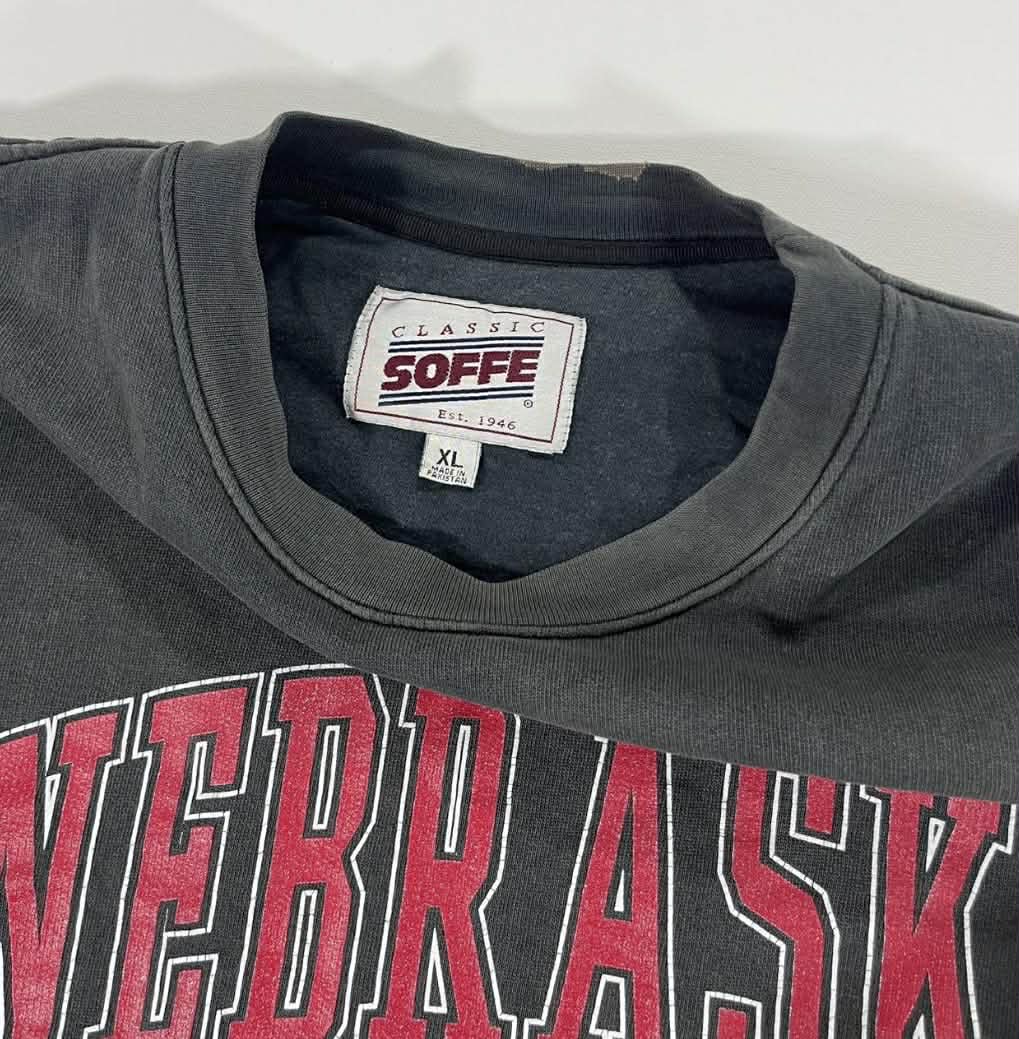 CLASSIC
SOFFE
Est. 1946
XL
MADE IN
PAKISTAN
NEBRASK